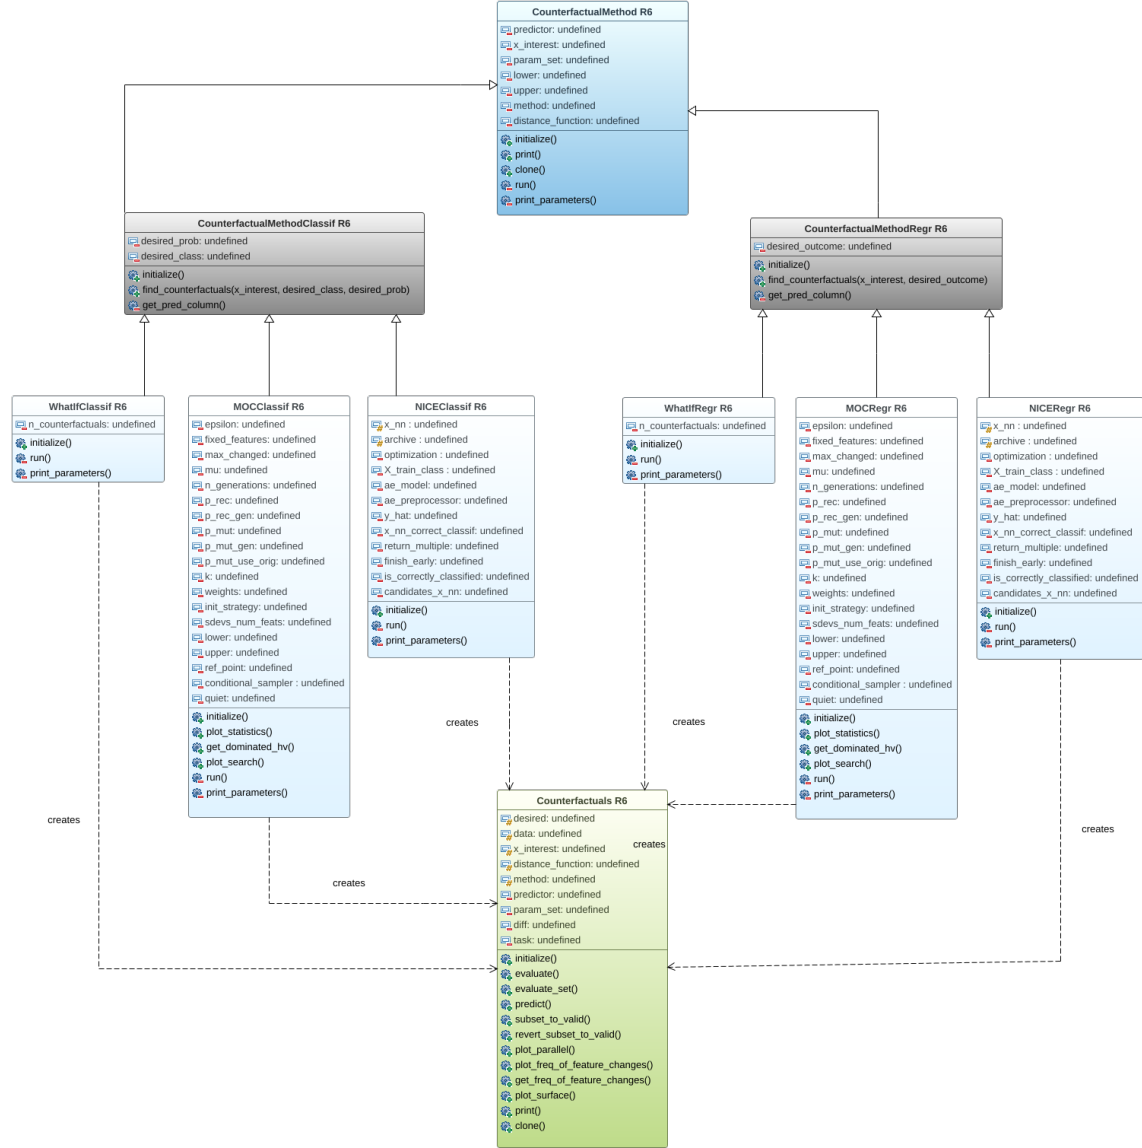 CounterfactualMethod R6
predictor: undefined
x_interest: undefined
param_set: undefined
lower: undefined
upper: undefined
method: undefined
distance_function: undefined
initialize()
print()
clone()
run()
print_parameters()
CounterfactualMethodClassif R6
desired_prob: undefined
desired_class: undefined
initialize()
find_counterfactuals(x_interest, desired_class, desired_prob)
get_pred_column()
CounterfactualMethodRegr R6
desired_outcome: undefined
initialize()
find_counterfactuals(x_interest, desired_outcome)
get_pred_column()
WhatIfClassif R6
n_counterfactuals: undefined
initialize()
run()
print_parameters()
MOCClassif R6
epsilon: undefined
fixed_features: undefined
max_changed: undefined
mu: undefined
n_generations: undefined
p_rec: undefined
p_rec_gen: undefined
p_mut: undefined
p_mut_gen: undefined
p_mut_use_orig: undefined
k: undefined
weights: undefined
init_strategy: undefined
sdevs_num_feats: undefined
lower: undefined
upper: undefined
ref_point: undefined
conditional_sampler : undefined
quiet: undefined
initialize()
plot_statistics()
get_dominated_hv()
plot_search()
run()
print_parameters()
NICEClassif R6
x_nn : undefined
archive : undefined
optimization : undefined
X_train_class : undefined
ae_model: undefined
ae_preprocessor: undefined
y_hat: undefined
x_nn_correct_classif: undefined
return_multiple: undefined
finish_early: undefined
is_correctly_classified: undefined
candidates_x_nn: undefined
initialize()
run()
print_parameters()
WhatIfRegr R6
n_counterfactuals: undefined
initialize()
run()
print_parameters()
MOCRegr R6
epsilon: undefined
fixed_features: undefined
max_changed: undefined
mu: undefined
n_generations: undefined
p_rec: undefined
p_rec_gen: undefined
p_mut: undefined
p_mut_gen: undefined
p_mut_use_orig: undefined
k: undefined
weights: undefined
init_strategy: undefined
sdevs_num_feats: undefined
lower: undefined
upper: undefined
ref_point: undefined
conditional_sampler : undefined
quiet: undefined
initialize()
plot_statistics()
get_dominated_hv()
plot_search()
run()
print_parameters()
NICERegr R6
x_nn : undefined
archive : undefined
optimization : undefined
X_train_class : undefined
ae_model: undefined
ae_preprocessor: undefined
y_hat: undefined
x_nn_correct_classif: undefined
return_multiple: undefined
finish_early: undefined
is_correctly_classified: undefined
candidates_x_nn: undefined
initialize()
run()
print_parameters()
creates
creates
creates
creates
creates
creates
Counterfactuals R6
desired: undefined
data: undefined
x_interest: undefined
distance_function: undefined
method: undefined
predictor: undefined
param_set: undefined
diff: undefined
task: undefined
initialize()
evaluate()
evaluate_set()
predict()
subset_to_valid()
revert_subset_to_valid()
plot_parallel()
plot_freq_of_feature_changes()
get_freq_of_feature_changes()
plot_surface()
print()
clone()